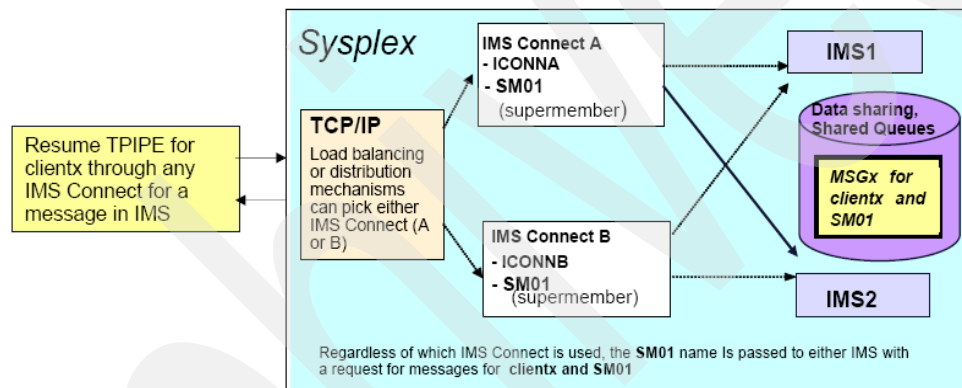 Sysplex
Resume TPIPE for
clientx through any
IMS Connect for a
message in IMS
TCP/IP
Load balancing
or distribution
mechanisms
can pick either
IMS Connect (A
or B)
IMS Connect A
- ICONNA
- SM01
(supermember)
IMS Connect B
- ICONNB
- SM01
(supermember)
IMS1
Data sharing,
Shared Queues
MSGx for
clientx and
SM01
IMS2
Regardless of which IMS Connect is used, the SM01 name Is passed to either IMS with
a request for messages for clientx and SM01